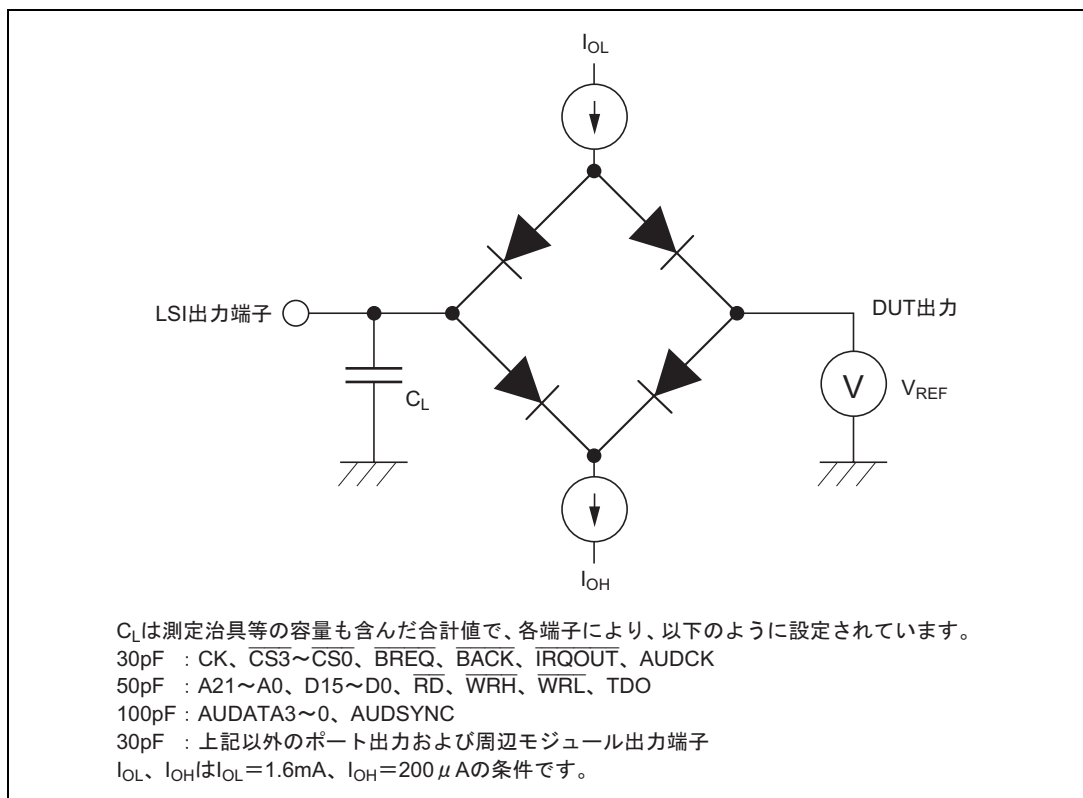 IOL
LSI出力端子
DUT出力
CL
V
VREF
IOH
CLは測定治具等の容量も含んだ合計値で、各端子により、以下のように設定されています。
30pF ：CK、CS3～CS0、BREQ、BACK、IRQOUT、AUDCK
50pF ：A21～A0、D15～D0、RD、WRH、WRL、TDO
100pF：AUDATA3～0、AUDSYNC
30pF ：上記以外のポート出力および周辺モジュール出力端子
IOL、IOHはIOL＝1.6mA、IOH＝200μAの条件です。